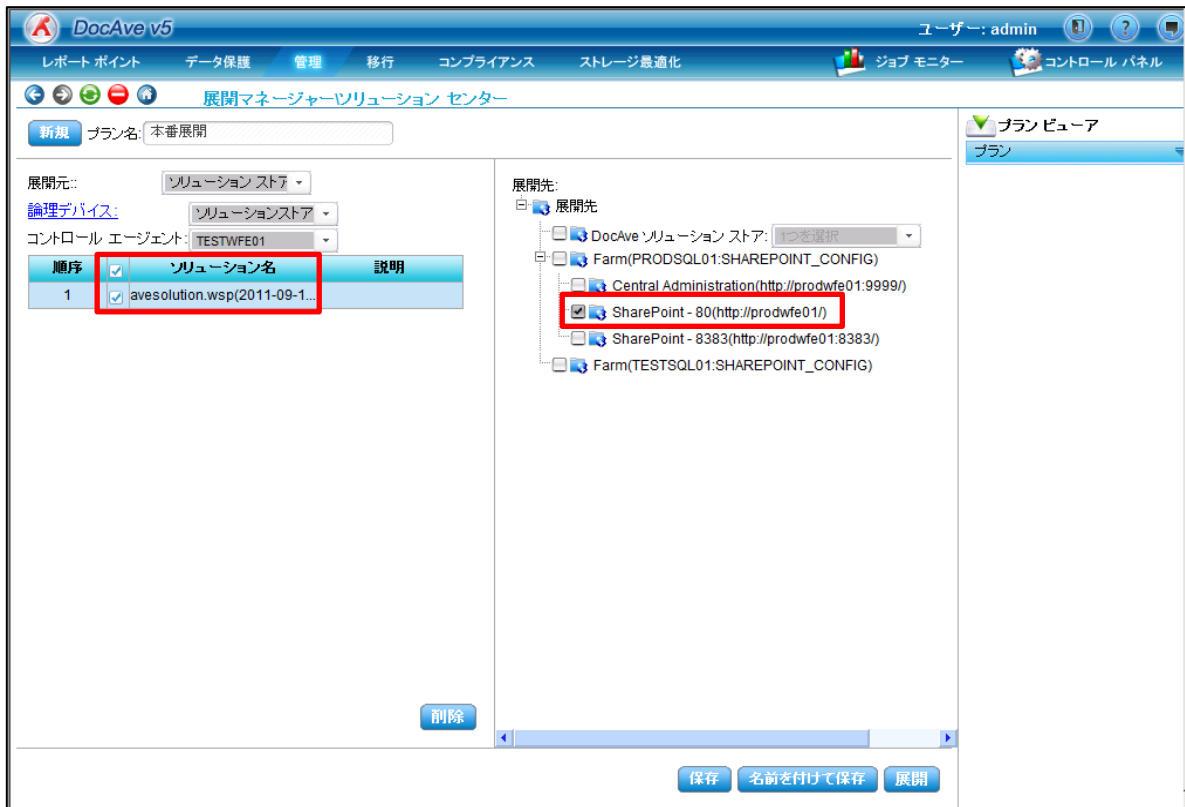 DocAve v5
ユーザー: admin
レポート ポイント データ保護 管理 移行 コンプライアンス ストレージ最適化 ジョブ モニター コントロール パネル
展開マネージャーソリューション センター
新規 プラン名: 本番展開
プラン ビューア
プラン
展開元::
ソリューション ストア
論理デバイス:
ソリューションストア
コントロール エージェント: TESTWFE01
順序 ソリューション名 説明
1 avesolution.wsp(2011-09-1...
削除
展開先:
展開先
DocAve ソリューション ストア: 1つを選択
Farm(PRODSQL01:SHAREPOINT_CONFIG)
Central Administration(http://prodwfe01:9999/)
SharePoint - 80(http://prodwfe01/)
SharePoint - 8383(http://prodwfe01:8383/)
Farm(TESTSQL01:SHAREPOINT_CONFIG)
保存 名前を付けて保存 展開